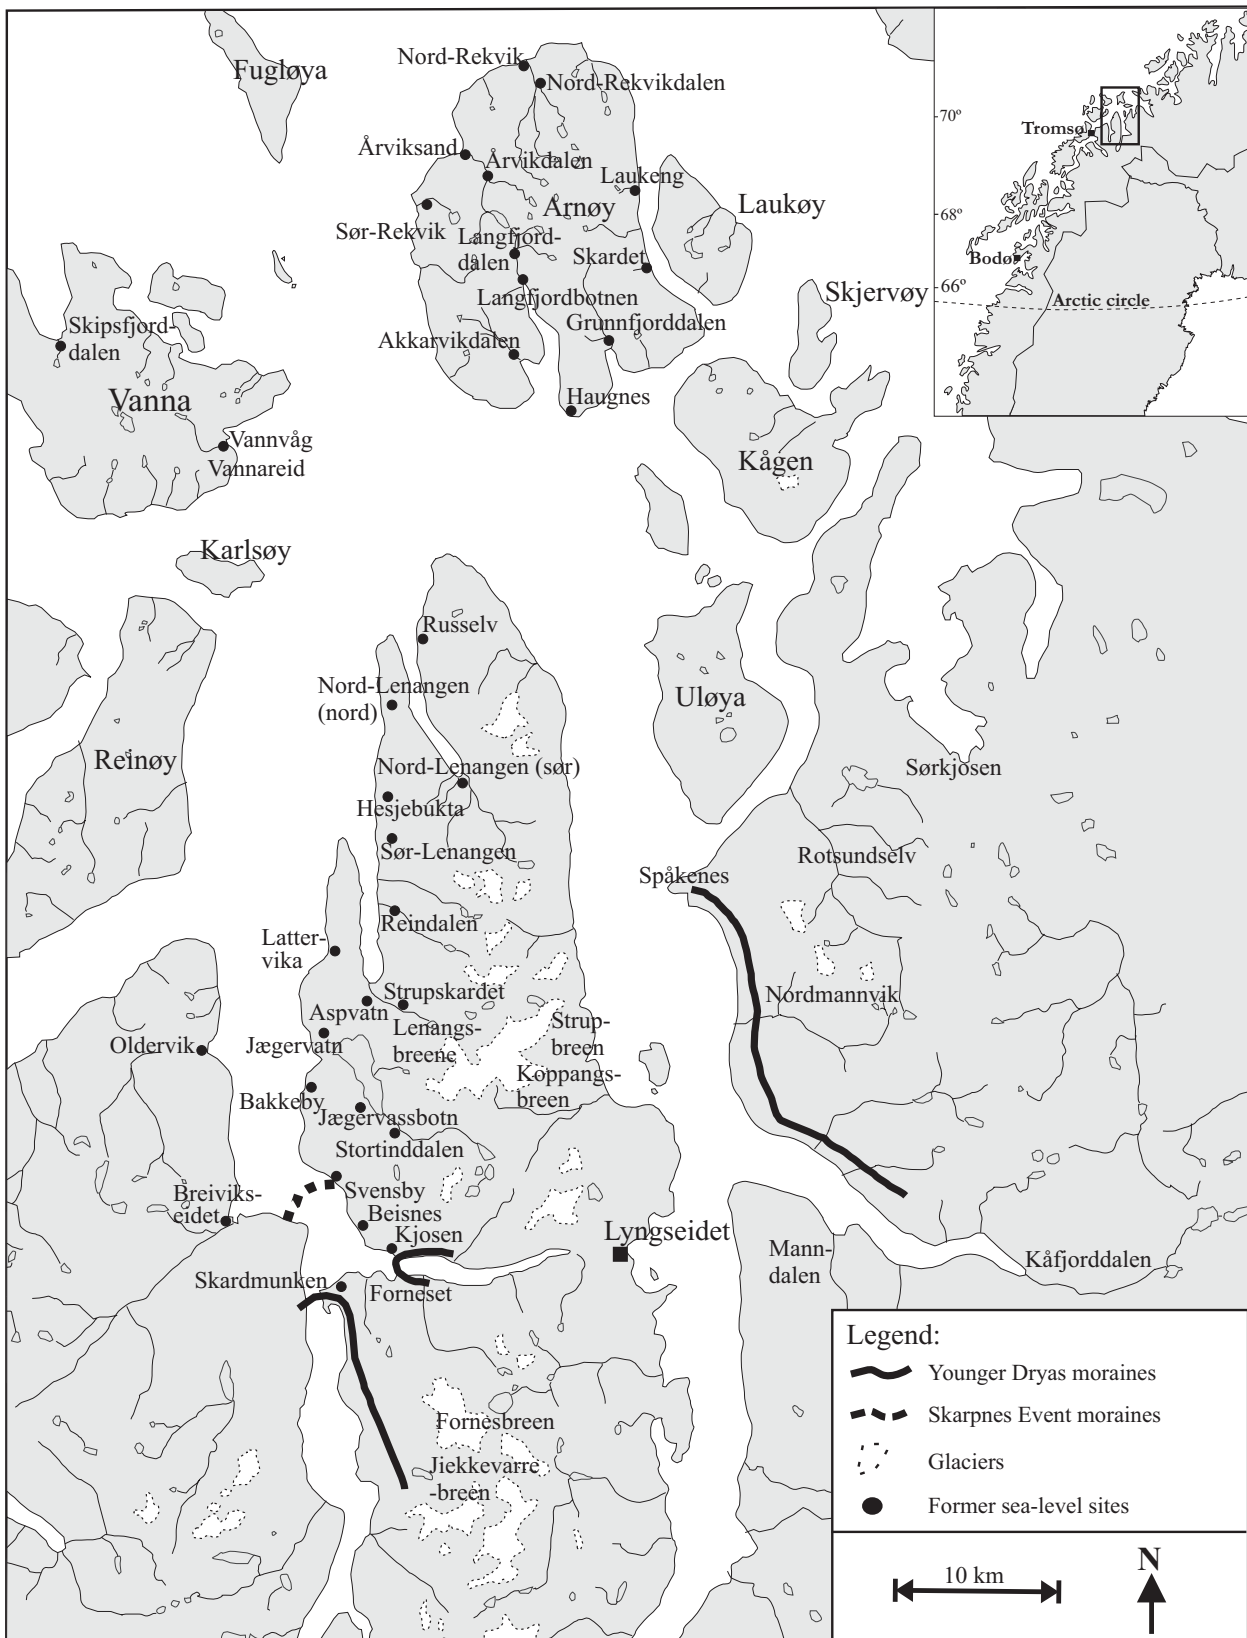 Fugløya
Nord-Rekvik
Nord-Rekvikdalen
Årviksand
Årvikdalen
Laukeng
Arnøy
Laukøy
Sør-Rekvik
Langfjord-
dalen
Skardet
Langfjordbotnen
Skjervøy
Grunnfjorddalen
Akkarvikdalen
Haugnes
Skipsfjord-
dalen
Vanna
Vannvåg
Vannareid
Kågen
Karlsøy
70º
Tromsø
68º
Bodø
66º
Arctic circle
Russelv
Nord-Lenangen
(nord)
Uløya
Reinøy
Nord-Lenangen (sør)
Sørkjosen
Hesjebukta
Sør-Lenangen
Rotsundselv
Spåkenes
Reindalen
Latter-
vika
Strupskardet
Nordmannvik
Aspvatn
Lenangs-
breene
Strup-
breen
Oldervik
Jægervatn
Koppangs-
breen
Bakkeby
Jægervassbotn
Stortinddalen
Svensby
Breiviks-
eidet
Beisnes
Kjosen
Lyngseidet
Mann-
dalen
Kåfjorddalen
Skardmunken
Forneset
Fornesbreen
Jiekkevarre
-breen
Legend:
Younger Dryas moraines
Skarpnes Event moraines
Glaciers
Former sea-level sites
10 km
N